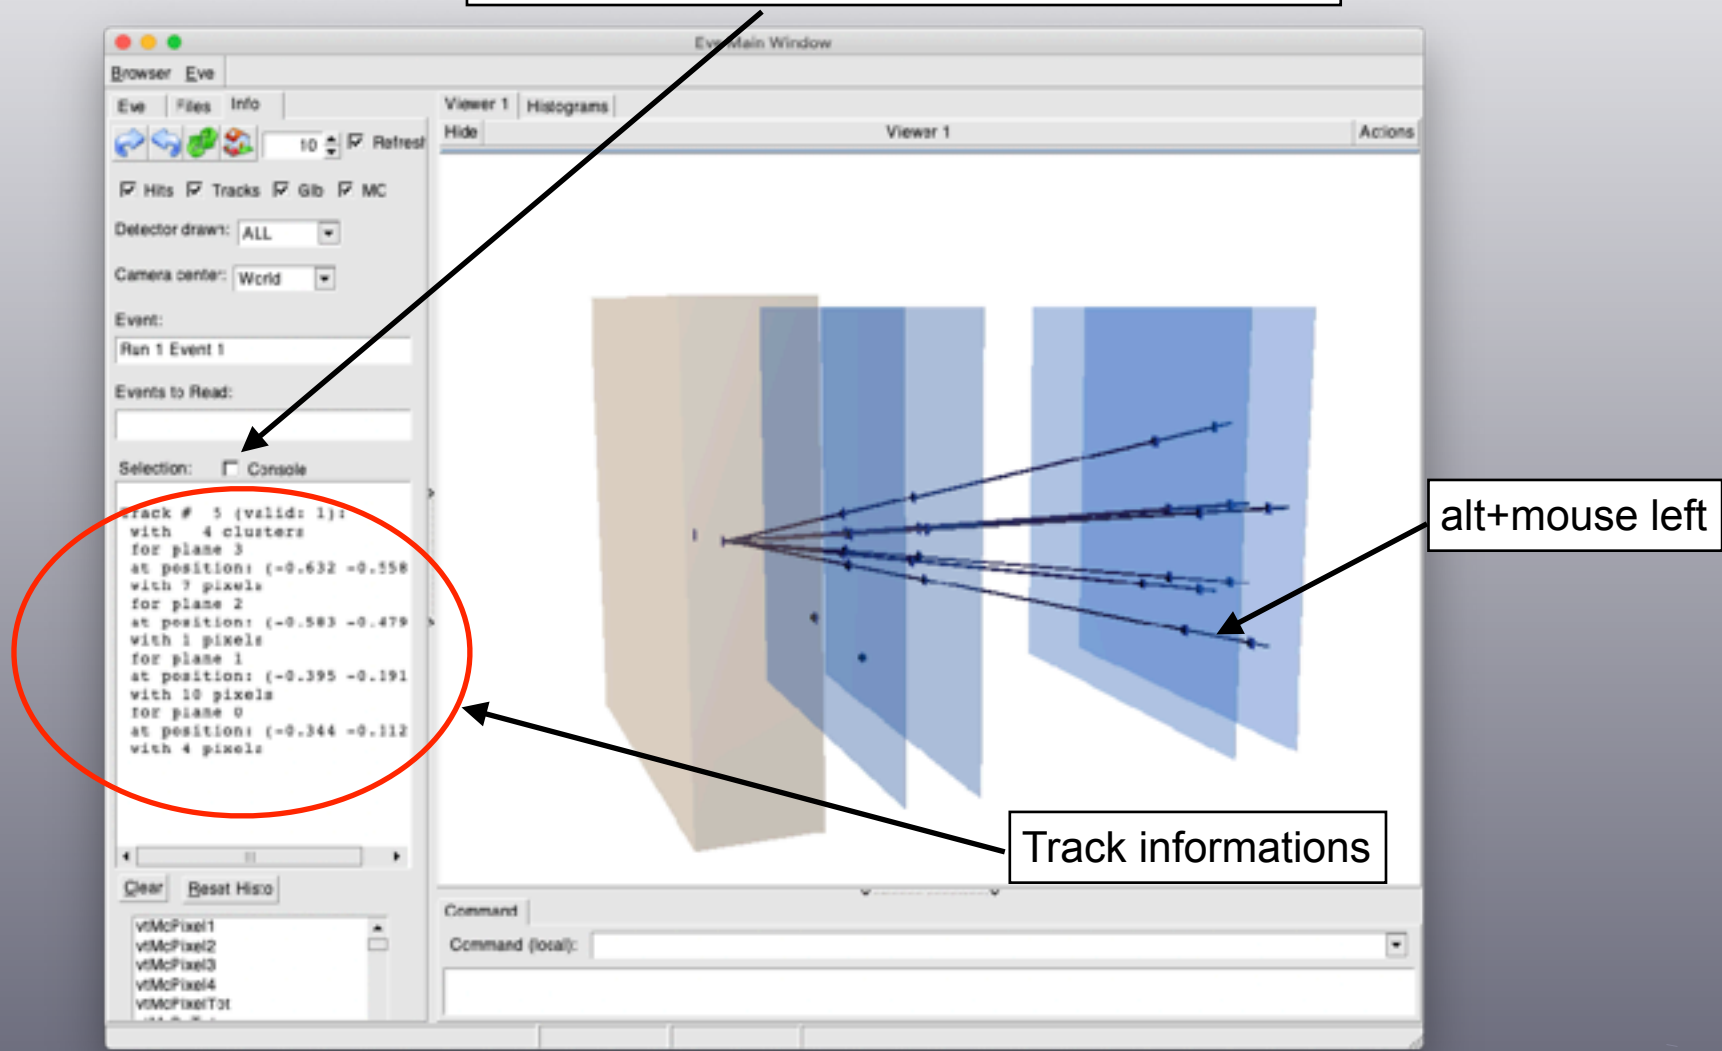 Eve Main Window
Browser Eve
Eve Files Info
Viewer 1 Histograms
Hide Viewer 1 Actions
10 Refresh
Hits Tracks Glb MC
Detector drawn: ALL
Camera center: World
Event:
Run 1 Event 1
Events to Read:
Selection: Console
Track # 5 (valid: 1):
with 4 clusters
for plane 3
at position: (-0.632 -0.558
with 7 pixels
for plane 2
at position: (-0.583 -0.479
with 1 pixels
for plane 1
at position: (-0.395 -0.191
with 10 pixels
for plane 0
at position: (-0.344 -0.112
with 4 pixels
alt+mouse left
Track informations
Clear Reset Histo
vtMcPixel1
vtMcPixel2
vtMcPixel3
vtMcPixel4
vtMcPixelTot
Command
Command (local):